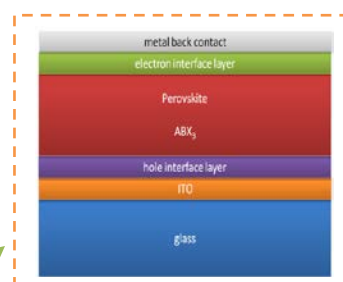 metal back contact
electron interface layer
Perovskite
ABX₃
hole interface layer
ITO
glass